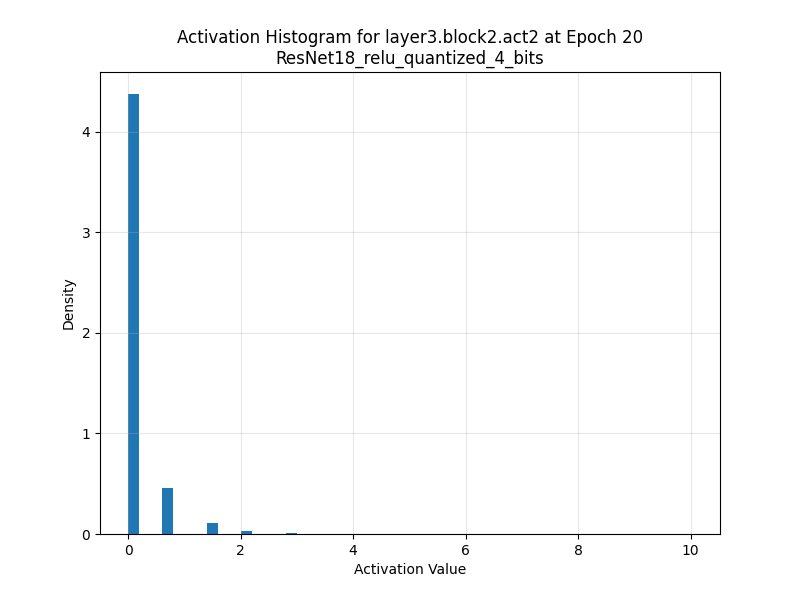 Activation Histogram for layer3.block2.act2 at Epoch 20
ResNet18_relu_quantized_4_bits
4
3
2
1
0
Density
0 2 4 6 8 10
Activation Value